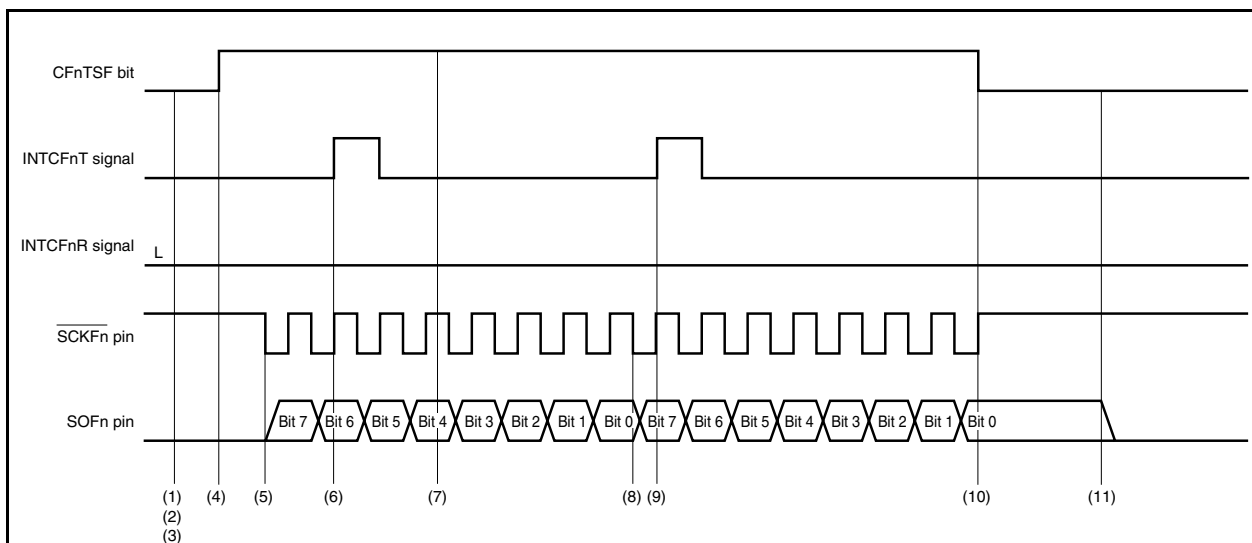 CFnTSF bit
INTCFnT signal
INTCFnR signal
L
SCKFn pin
SOFn pin
Bit 7 Bit 6 Bit 5 Bit 4 Bit 3 Bit 2 Bit 1 Bit 0 Bit 7 Bit 6 Bit 5 Bit 4 Bit 3 Bit 2 Bit 1 Bit 0
(1) (4) (5) (6) (7) (8) (9) (10) (11)
(2)
(3)